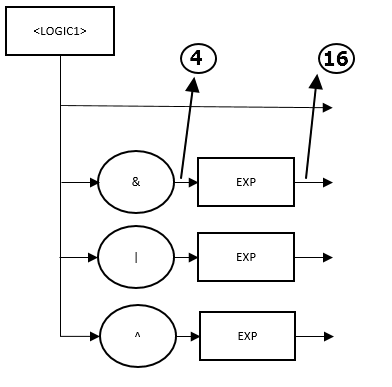 <LOGIC1>
4
16
& EXP
| EXP
^ EXP